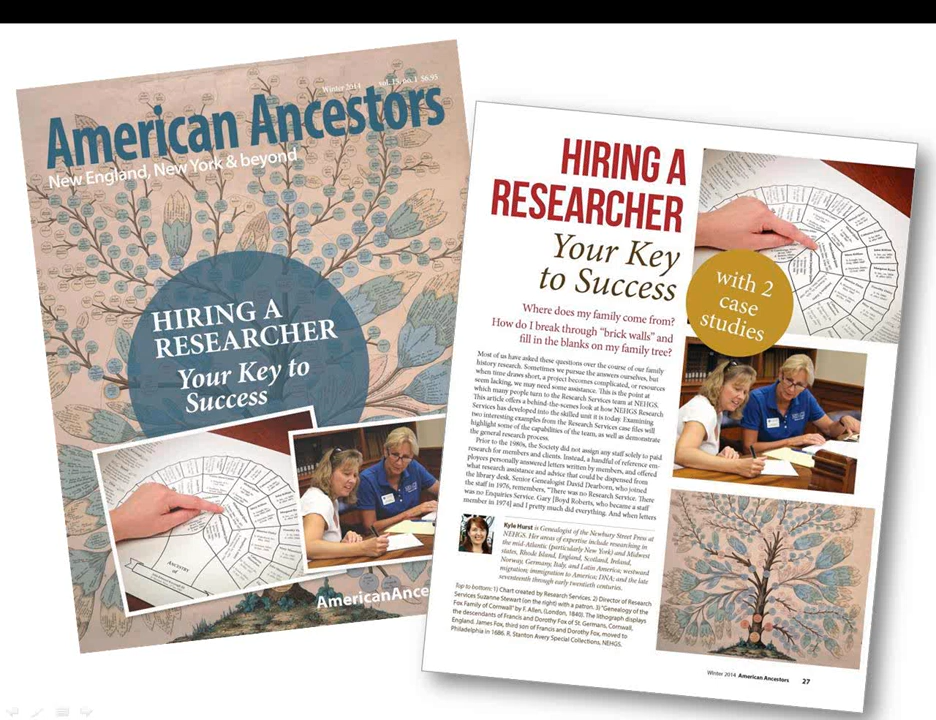 Winter 2014 vol. 15, no. 1 $6.95
American Ancestors
New England, New York & beyond
HIRING A
RESEARCHER
Your Key to
Success
ANCESTRY
of
AmericanAnce
HIRING A
RESEARCHER
Your Key
to Success
with 2
case
studies
Where does my family come from?
How do I break through “brick walls” and
fill in the blanks on my family tree?
Most of us have asked these questions over the course of our family
history research. Sometimes we pursue the answers ourselves, but
when time draws short, a project becomes complicated, or resources
seem lacking, we may need some assistance. This is the point at
which many people turn to the Research Services team at NEHGS.
This article offers a behind-the-scenes look at how NEHGS Research
Services has developed into the skilled unit it is today. Examining
two interesting examples from the Research Services case files will
highlight some of the capabilities of the team, as well as demonstrate
the general research process.
Prior to the 1980s, the Society did not assign any staff solely to paid
research for members and clients. Instead, a handful of reference em-
ployees personally answered letters written by members, and offered
what research assistance and advice that could be dispensed from
the library desk. Senior Genealogist David Dearborn, who joined
the staff in 1976, remembers, “There was no Research Service. There
was no Enquiries Service. Gary [Boyd Roberts, who became a staff
member in 1974] and I pretty much did everything. And when letters
Kyle Hurst is Genealogist of the Newbury Street Press at
NEHGS. Her areas of expertise include researching in
the mid-Atlantic (particularly New York) and Midwest
states, Rhode Island, England, Scotland, Ireland,
Norway, Germany, Italy, and Latin America; westward
migration; immigration to America; DNA; and the late
seventeenth through early twentieth centuries.
Top to bottom: 1) Chart created by Research Services. 2) Director of Research
Services Suzanne Stewart (on the right) with a patron. 3) “Genealogy of the
Fox Family of Cornwall” by F. Allen, (London, 1840). The lithograph displays
the descendants of Francis and Dorothy Fox of St. Germans, Cornwall,
England. James Fox, third son of Francis and Dorothy Fox, moved to
Philadelphia in 1686. R. Stanton Avery Special Collections, NEHGS.
Winter 2014 American Ancestors 27